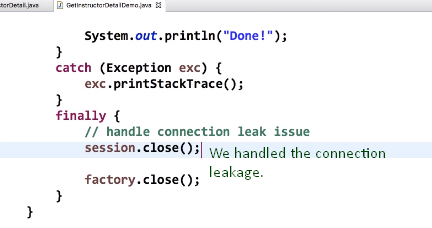 torDetail.java
GetInstructorDetailDemo.java
System.out.println("Done!");
}
catch (Exception exc) {
exc.printStackTrace();
}
finally {
// handle connection leak issue
session.close();
We handled the connection
leakage.
factory.close();
}
}